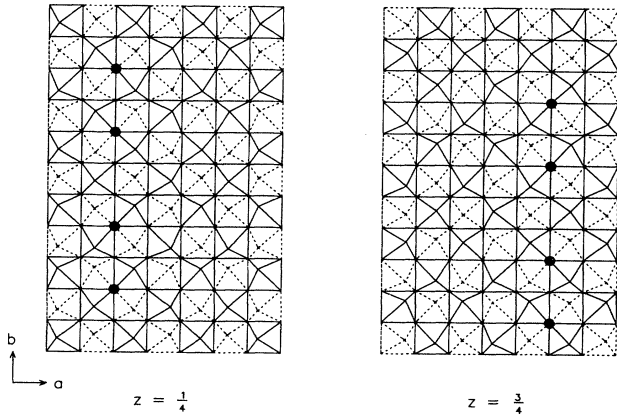 b
a
z = 1/4
z = 3/4